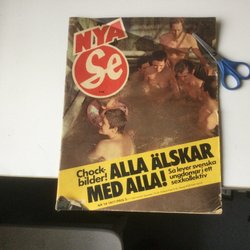 NYA
Se
Chock-
bilder!
ALLA ÄLSKAR
MED ALLA!
Så lever svenska
ungdomar i ett
sexkollektiv